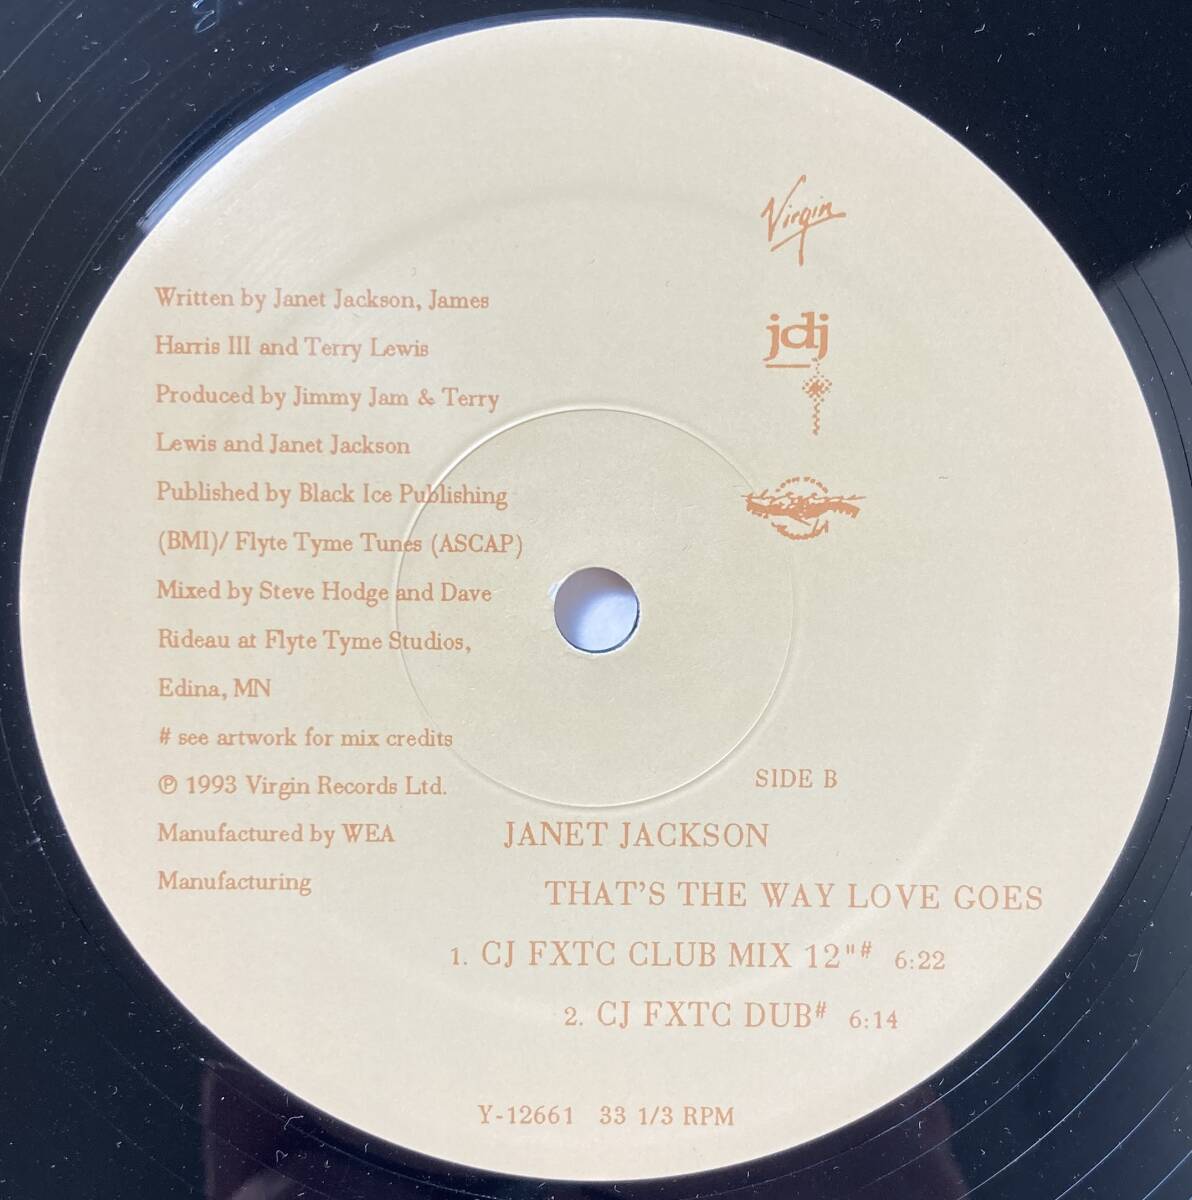 Virgin
jdj
Written by Janet Jackson, James
Harris III and Terry Lewis
Produced by Jimmy Jam & Terry
Lewis and Janet Jackson
Published by Black Ice Publishing
(BMI)/ Flyte Tyme Tunes (ASCAP)
Mixed by Steve Hodge and Dave
Rideau at Flyte Tyme Studios,
Edina, MN
# see artwork for mix credits
℗ 1993 Virgin Records Ltd.
Manufactured by WEA
Manufacturing
SIDE B
JANET JACKSON
THAT'S THE WAY LOVE GOES
1. CJ FXTC CLUB MIX 12"# 6:22
2. CJ FXTC DUB# 6:14
Y-12661 33 1/3 RPM